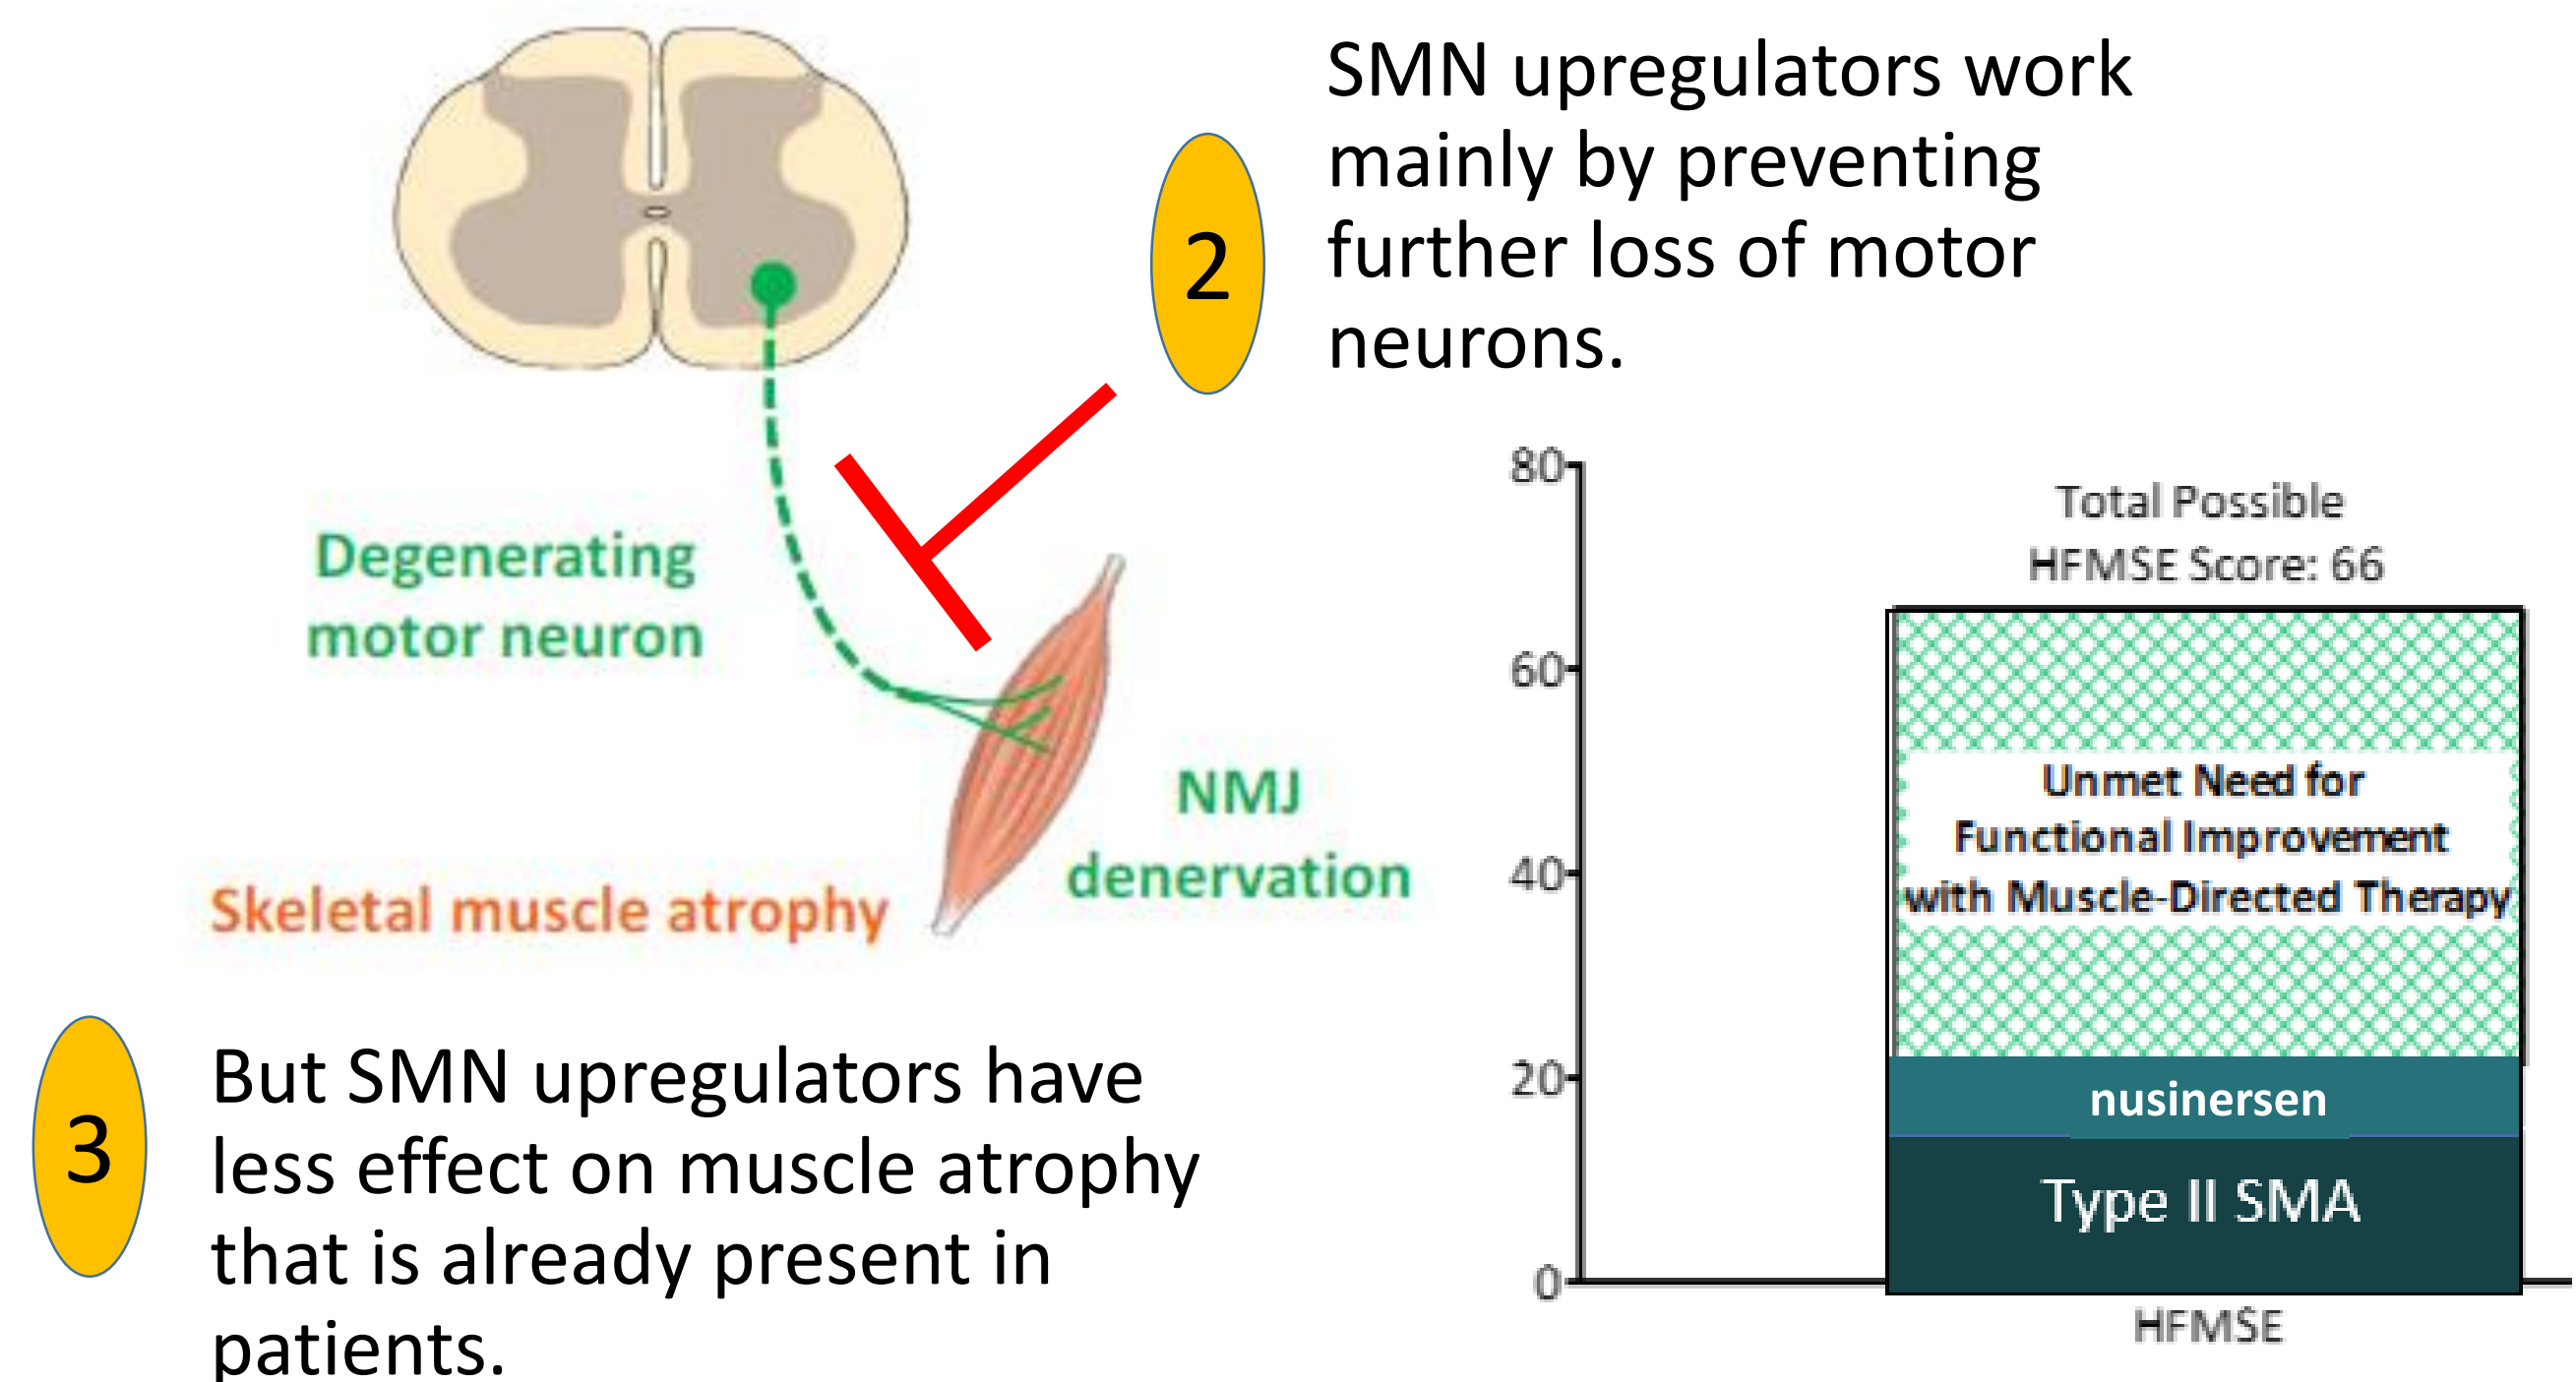 SMN upregulators work
mainly by preventing
further loss of motor
neurons.
2
Degenerating
motor neuron
NMJ
denervation
Skeletal muscle atrophy
3
But SMN upregulators have
less effect on muscle atrophy
that is already present in
patients.
80
60
40
20
0
Total Possible
HFMSE Score: 66
Unmet Need for
Functional Improvement
with Muscle-Directed Therapy
nusinersen
Type II SMA
HFMSE